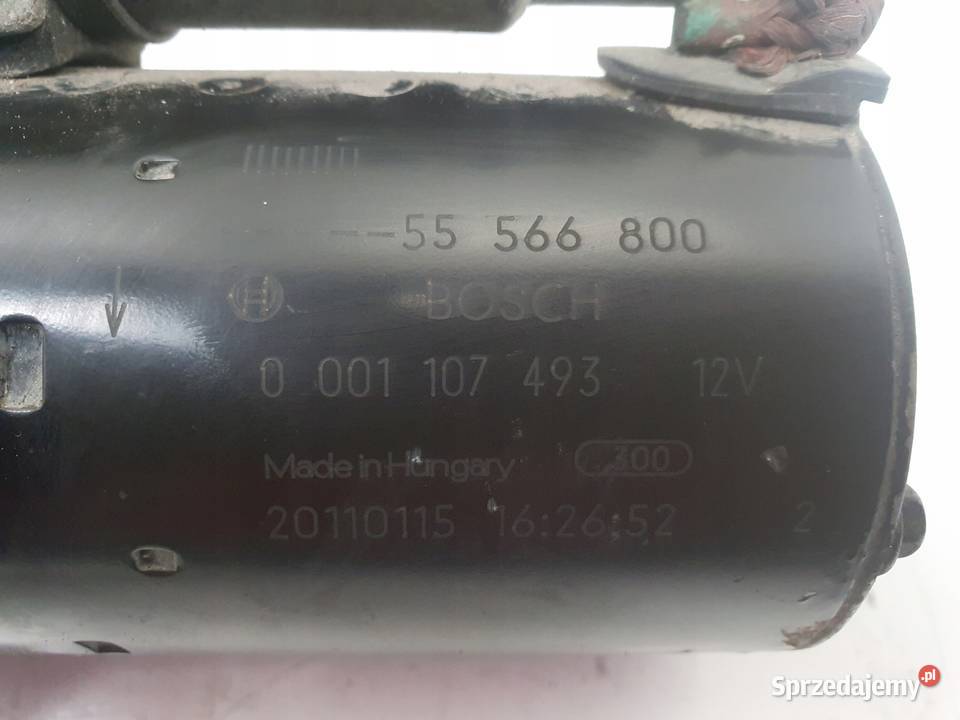 --55 566 800
BOSCH
0 001 107 493 12V
Made in Hungary 300
20110115 16:26:52 2
Sprzedajemy.pl